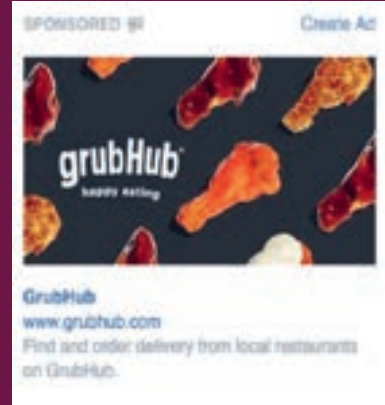 SPONSORED
Create Ad
grubHub
happy eating
GrubHub
www.grubhub.com
Find and order delivery from local restaurants
on GrubHub.